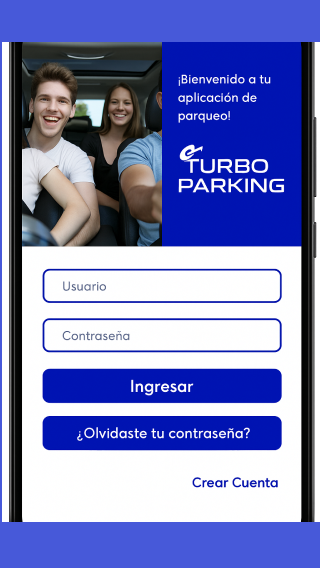 ¡Bienvenido a tu
aplicación de
parqueo!
TURBO
PARKING
Usuario
Contraseña
Ingresar
¿Olvidaste tu contraseña?
Crear Cuenta